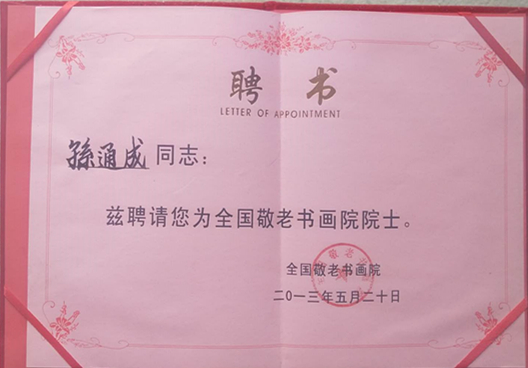 聘书
LETTER OF APPOINTMENT
孫通成同志：
兹聘请您为全国敬老书画院院士。
全国敬老书画院
二〇一三年五月二十日